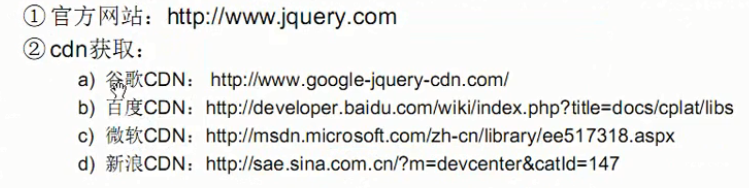 ①官方网站：http://www.jquery.com
②cdn获取：
a) 谷歌CDN： http://www.google-jquery-cdn.com/
b) 百度CDN：http://developer.baidu.com/wiki/index.php?title=docs/cplat/libs
c) 微软CDN：http://msdn.microsoft.com/zh-cn/library/ee517318.aspx
d) 新浪CDN：http://sae.sina.com.cn/?m=devcenter&catId=147